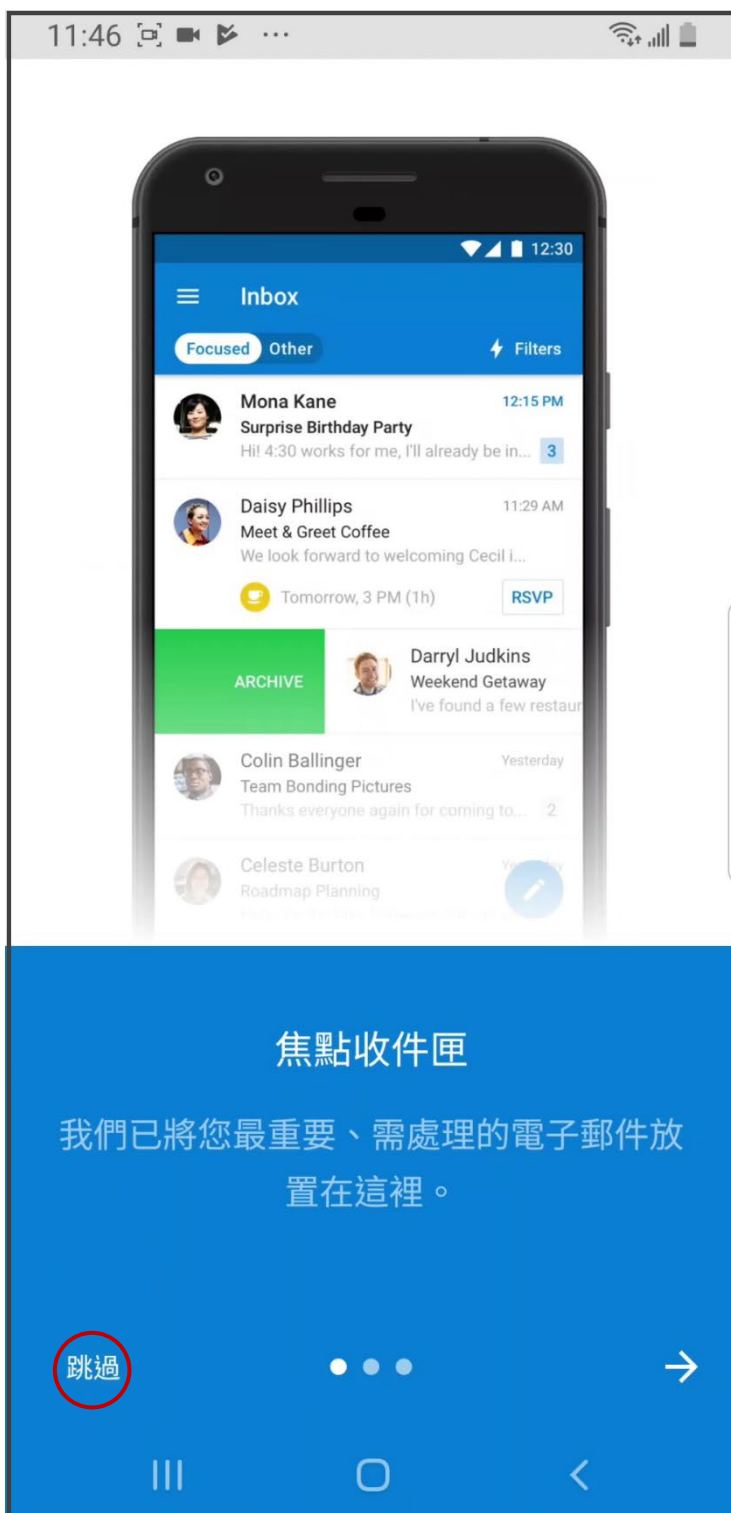 11:46
12:30
Inbox
Focused Other Filters
Mona Kane 12:15 PM
Surprise Birthday Party
Hi! 4:30 works for me, I'll already be in... 3
Daisy Phillips 11:29 AM
Meet & Greet Coffee
We look forward to welcoming Cecil i...
Tomorrow, 3 PM (1h) RSVP
Darryl Judkins
ARCHIVE Weekend Getaway
I've found a few restaur
Colin Ballinger Yesterday
Team Bonding Pictures
Thanks everyone again for coming to... 2
Celeste Burton
Roadmap Planning
焦點收件匣
我們已將您最重要、需處理的電子郵件放
置在這裡。
跳過